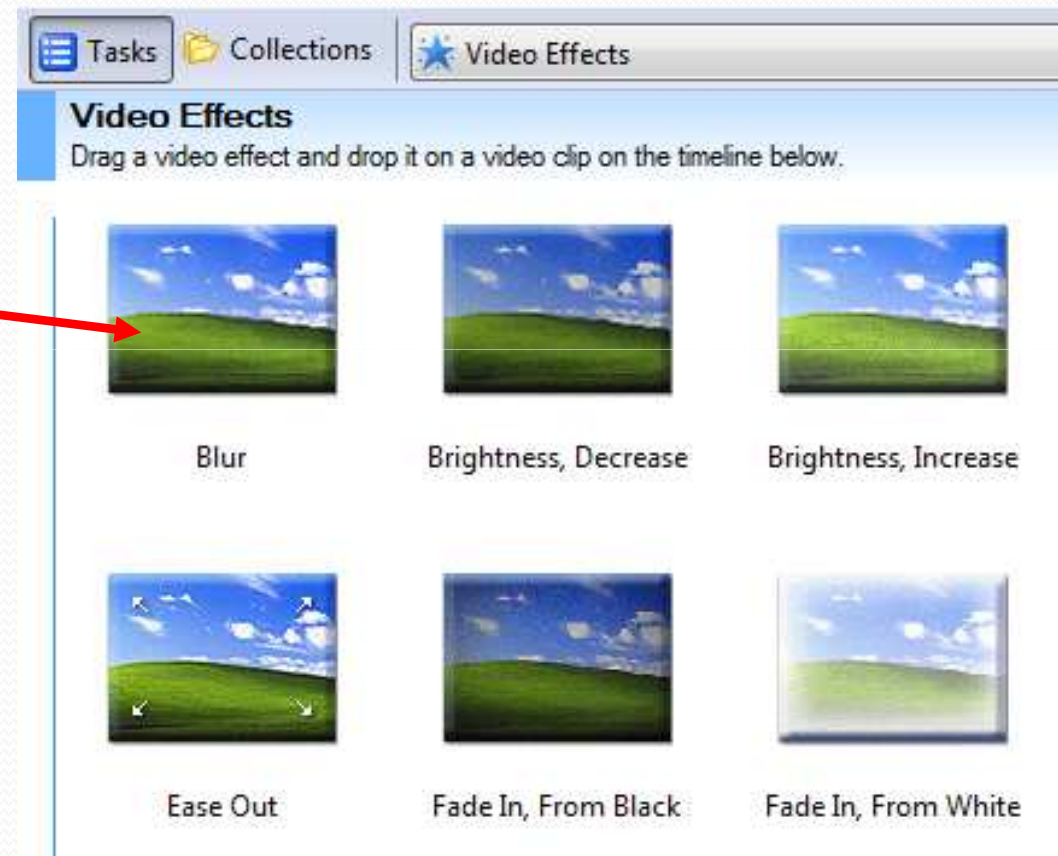 Tasks Collections Video Effects
Video Effects
Drag a video effect and drop it on a video clip on the timeline below.
Blur Brightness, Decrease Brightness, Increase
Ease Out Fade In, From Black Fade In, From White